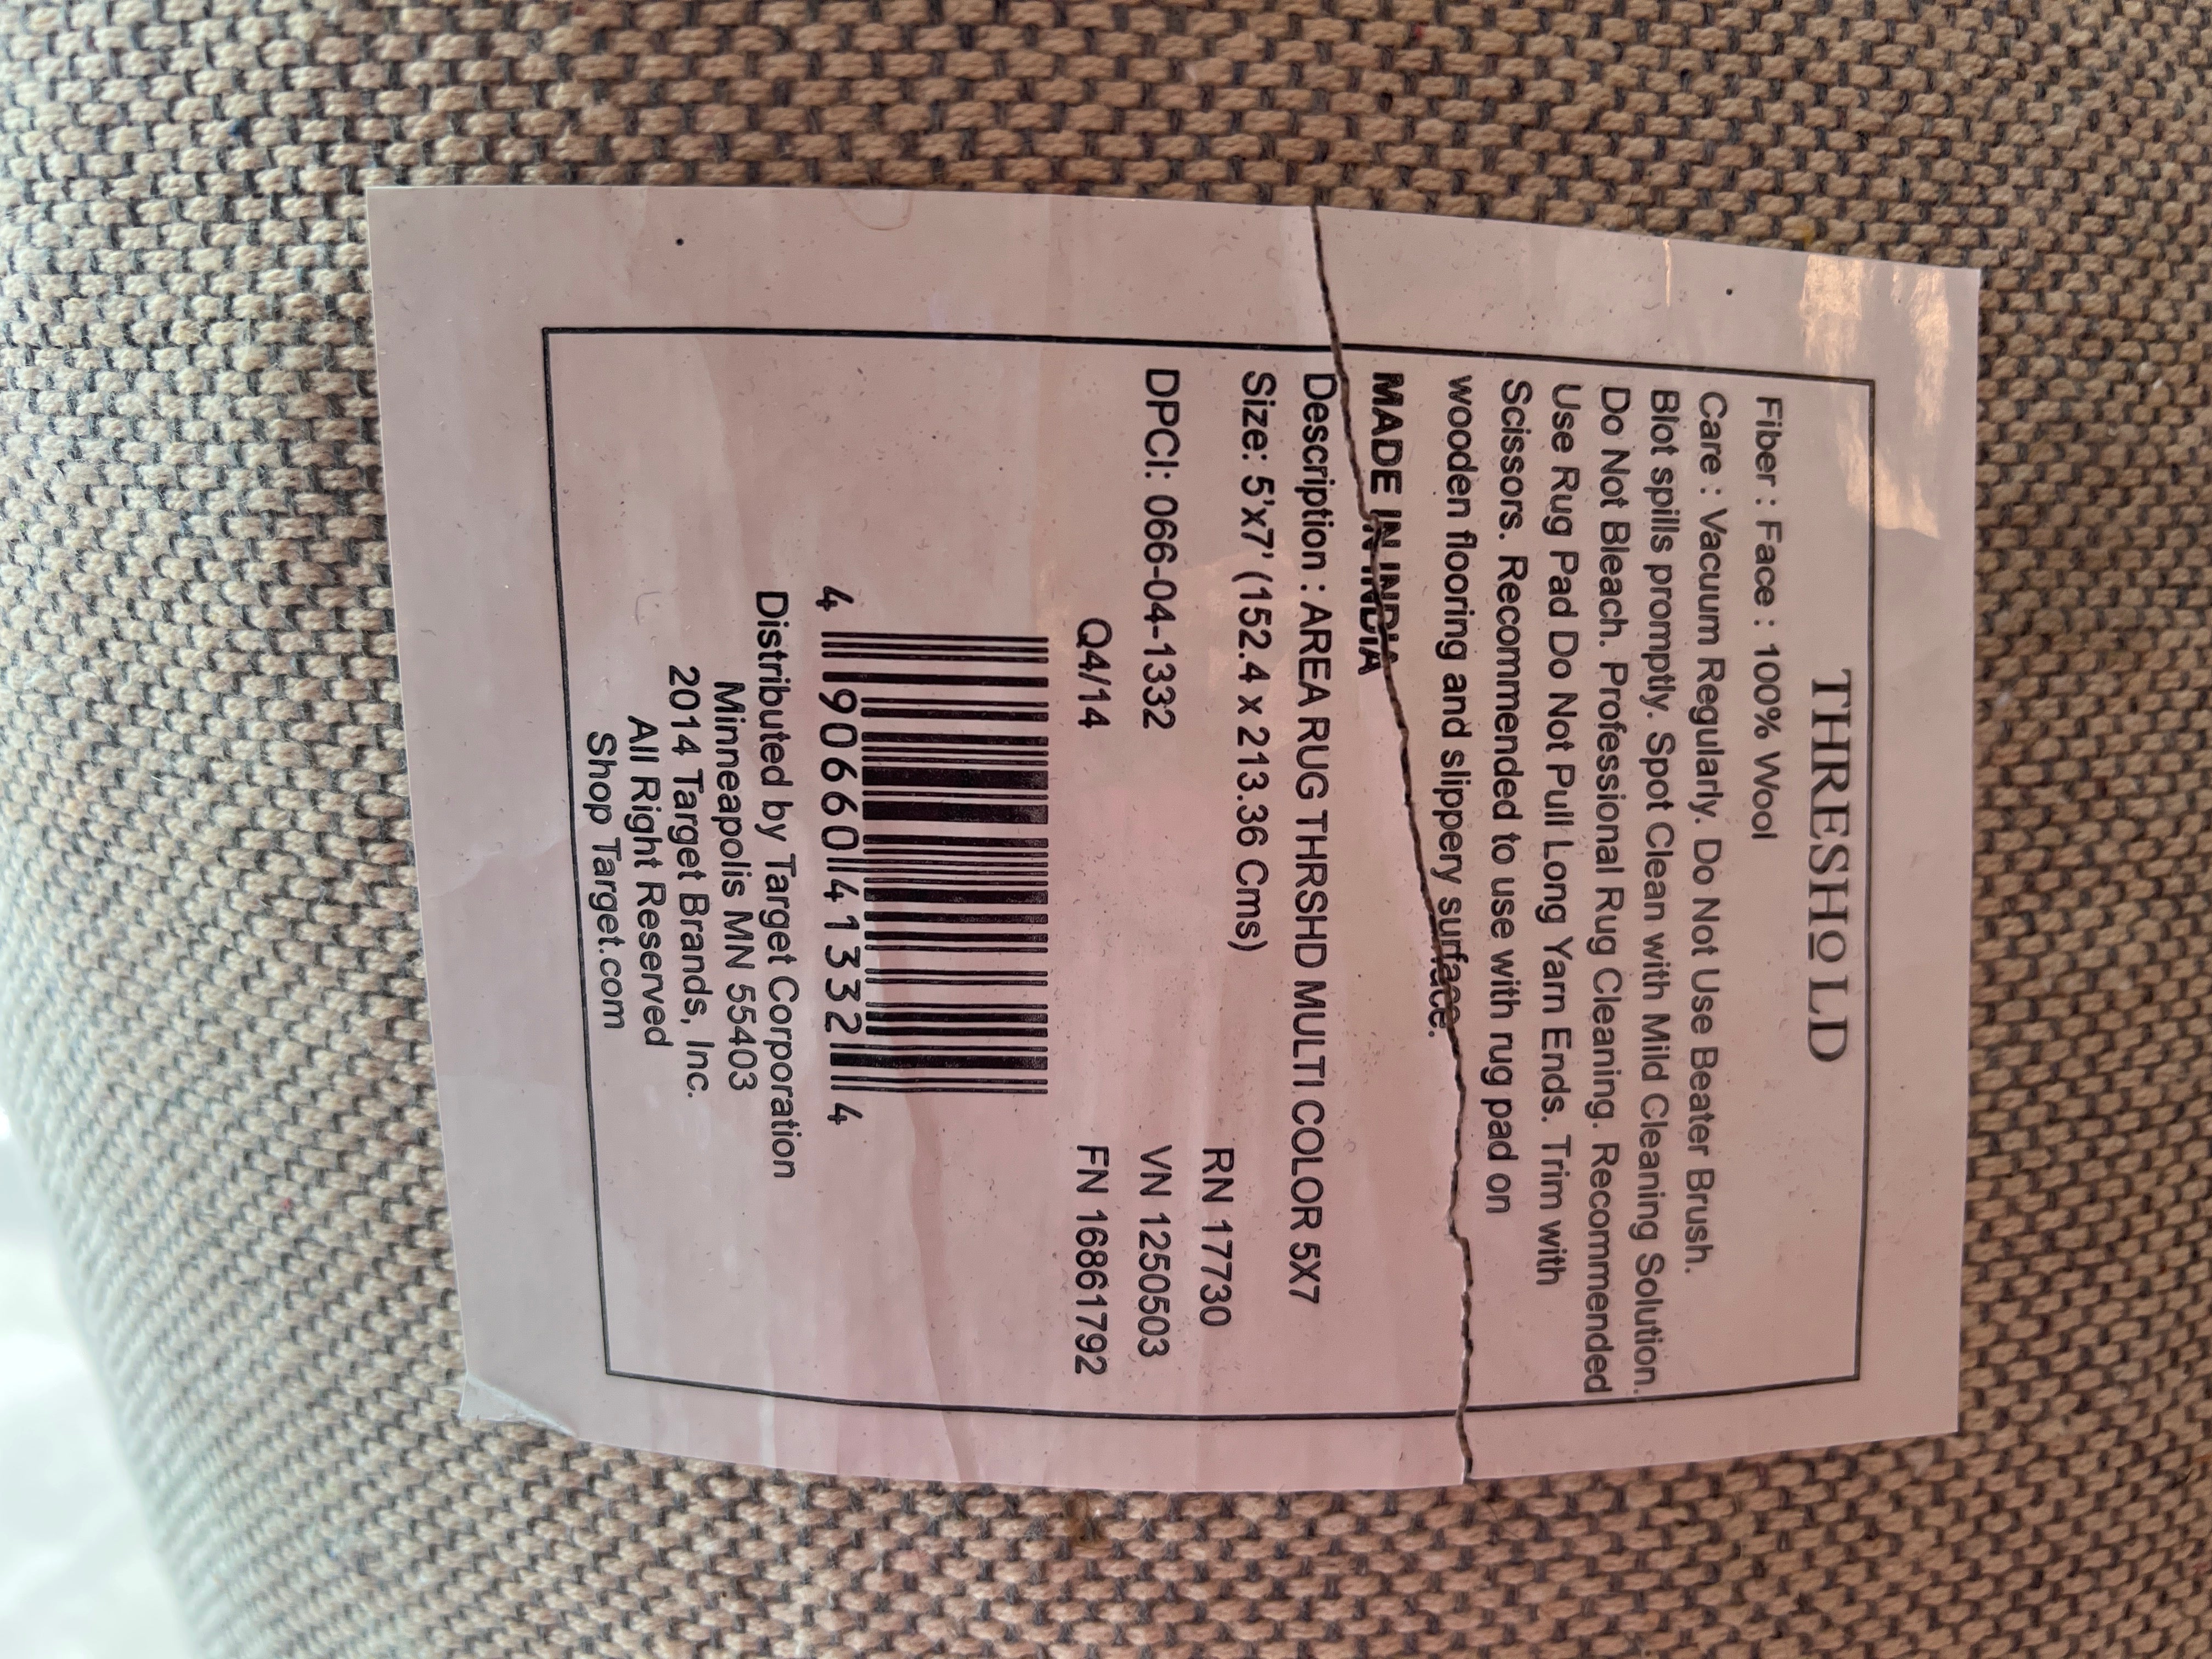 THRESHOLD
Fiber : Face : 100% Wool
Care : Vacuum Regularly. Do Not Use Beater Brush.
Blot spills promptly. Spot Clean with Mild Cleaning Solution.
Do Not Bleach. Professional Rug Cleaning. Recommended
Use Rug Pad Do Not Pull Long Yarn Ends. Trim with
Scissors. Recommended to use with rug pad on
wooden flooring and slippery surface.
MADE IN INDIA
Description : AREA RUG THRSHD MULTI COLOR 5X7
Size: 5'x7' (152.4 x 213.36 Cms)
RN 17730
DPCI: 066-04-1332
VN 1250503
Q4/14
FN 16861792
4 90660 41332 4
Distributed by Target Corporation
Minneapolis MN 55403
2014 Target Brands, Inc.
All Right Reserved
Shop Target.com